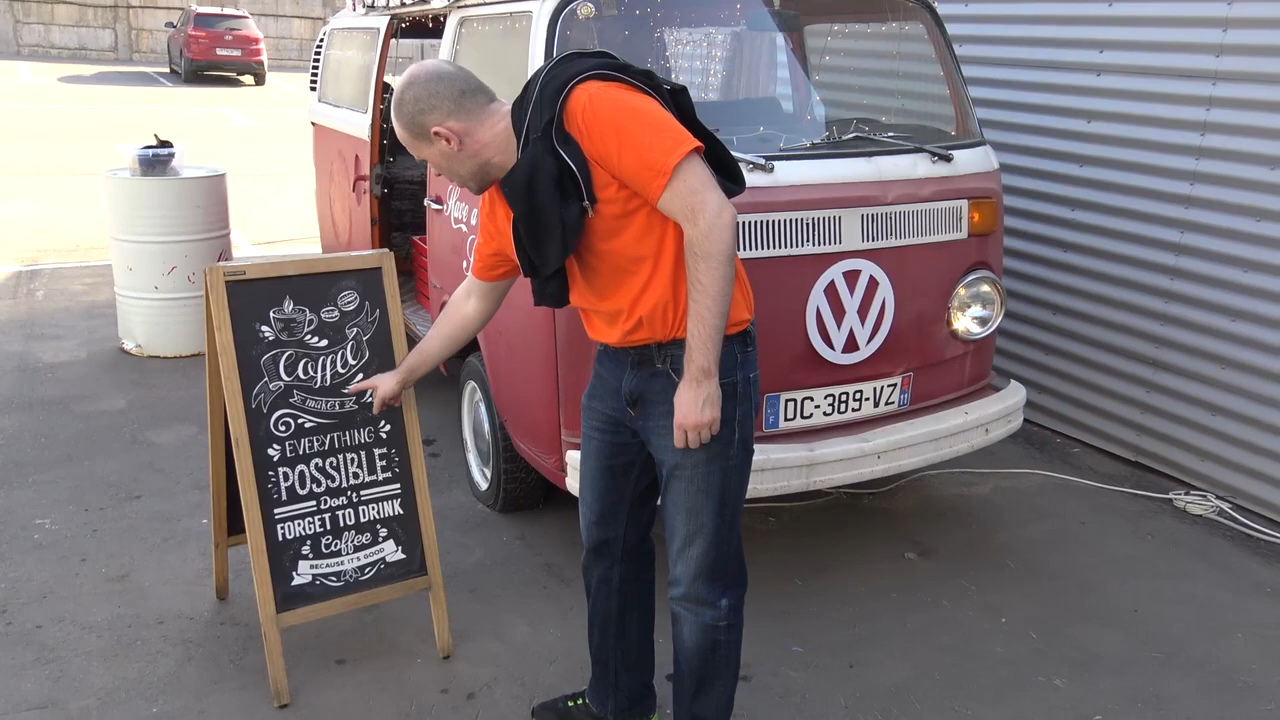 Coffee
makes
EVERYTHING
POSSIBLE
Don't
FORGET TO DRINK
Coffee
BECAUSE IT'S GOOD
Have a
DC-389-VZ
F